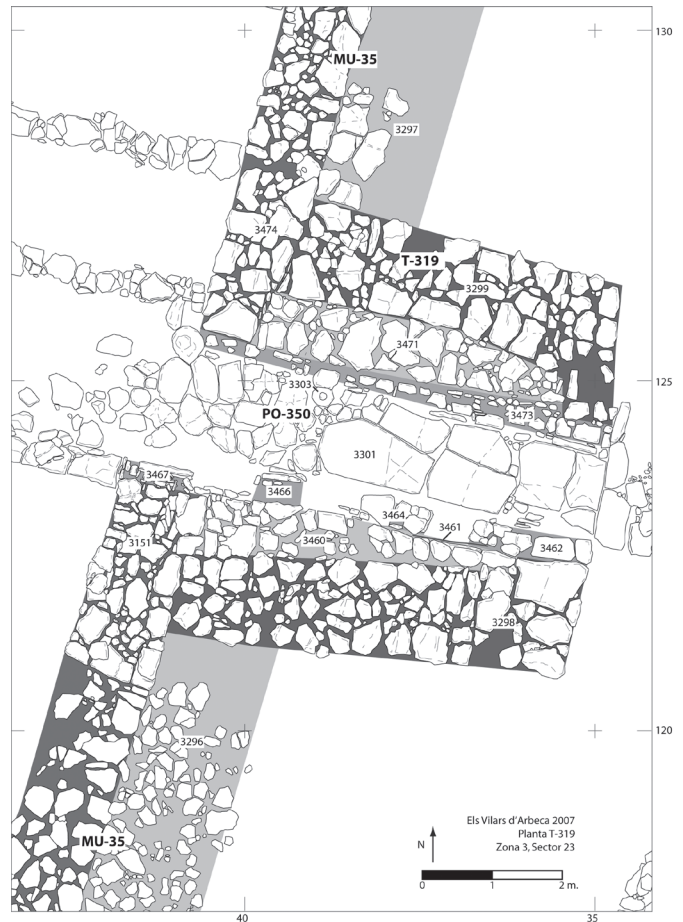 130
MU-35
3297
3474
T-319
3299
3471
125
3303
3473
PO-350
3301
3467
3466
3464
3461
3151
3460
3462
3298
120
3296
Els Vilars d'Arbeca 2007
Planta T-319
Zona 3, Sector 23
N
MU-35
0 1 2 m.
40 35